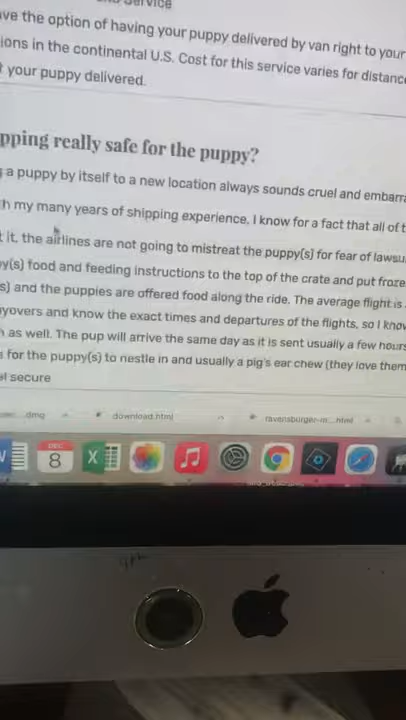 Service
ve the option of having your puppy delivered by van right to your
ions in the continental U.S. Cost for this service varies for distance
your puppy delivered.
pping really safe for the puppy?
a puppy by itself to a new location always sounds cruel and embarra
h my many years of shipping experience, I know for a fact that all of t
t it, the airlines are not going to mistreat the puppy(s) for fear of lawsu
y(s) food and feeding instructions to the top of the crate and put froze
s) and the puppies are offered food along the ride. The average flight is
yovers and know the exact times and departures of the flights, so I know
as well. The pup will arrive the same day as it is sent usually a few hours
s for the puppy(s) to nestle in and usually a pig's ear chew (they love them
el secure
.dmg
download.html
ravensburger-in...html
W
DEC
8
X